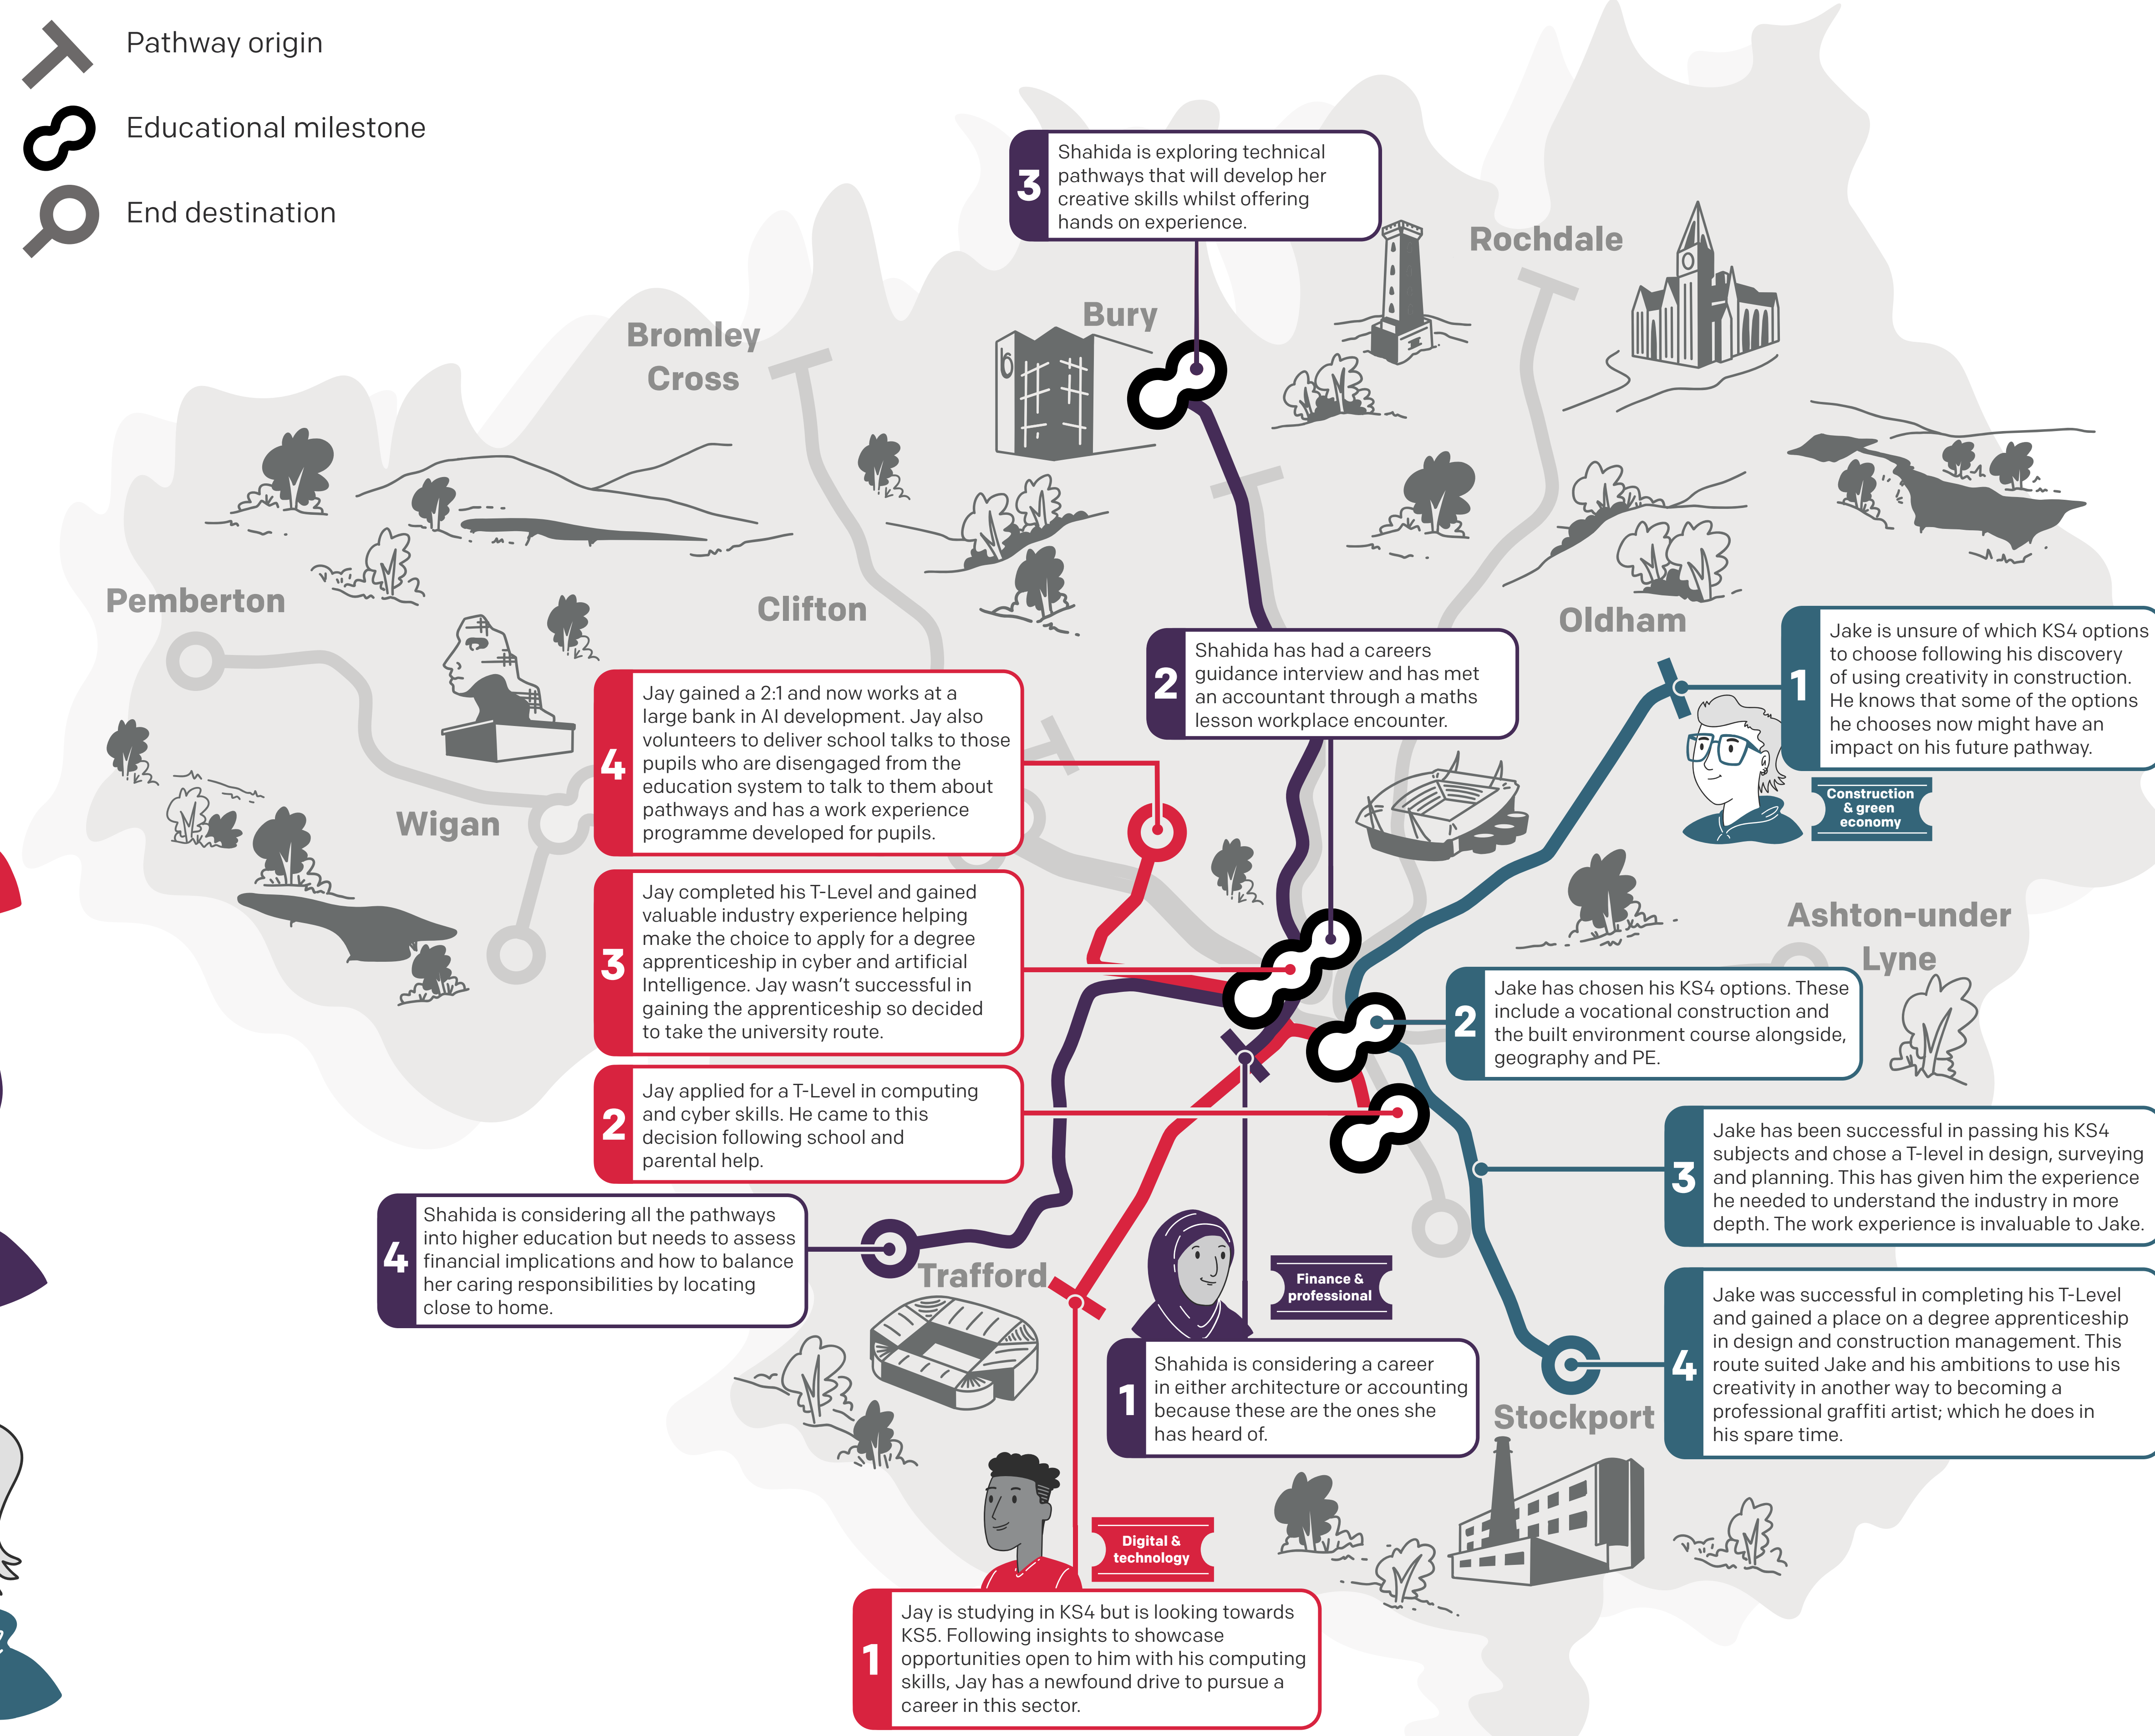 Pathway origin
Educational milestone
End destination
3
Shahida is exploring technical
pathways that will develop her
creative skills whilst offering
hands on experience.
Rochdale
Bury
Bromley
Cross
Pemberton
Clifton
Oldham
Wigan
Ashton-under
Lyne
Trafford
Stockport
1
Jake is unsure of which KS4 options
to choose following his discovery
of using creativity in construction.
He knows that some of the options
he chooses now might have an
impact on his future pathway.
Construction
& green
economy
2
Shahida has had a careers
guidance interview and has met
an accountant through a maths
lesson workplace encounter.
4
Jay gained a 2:1 and now works at a
large bank in AI development. Jay also
volunteers to deliver school talks to those
pupils who are disengaged from the
education system to talk to them about
pathways and has a work experience
programme developed for pupils.
3
Jay completed his T-Level and gained
valuable industry experience helping
make the choice to apply for a degree
apprenticeship in cyber and artificial
Intelligence. Jay wasn't successful in
gaining the apprenticeship so decided
to take the university route.
2
Jake has chosen his KS4 options. These
include a vocational construction and
the built environment course alongside,
geography and PE.
2
Jay applied for a T-Level in computing
and cyber skills. He came to this
decision following school and
parental help.
3
Jake has been successful in passing his KS4
subjects and chose a T-level in design, surveying
and planning. This has given him the experience
he needed to understand the industry in more
depth. The work experience is invaluable to Jake.
4
Shahida is considering all the pathways
into higher education but needs to assess
financial implications and how to balance
her caring responsibilities by locating
close to home.
Finance &
professional
4
Jake was successful in completing his T-Level
and gained a place on a degree apprenticeship
in design and construction management. This
route suited Jake and his ambitions to use his
creativity in another way to becoming a
professional graffiti artist; which he does in
his spare time.
1
Shahida is considering a career
in either architecture or accounting
because these are the ones she
has heard of.
Digital &
technology
1
Jay is studying in KS4 but is looking towards
KS5. Following insights to showcase
opportunities open to him with his computing
skills, Jay has a newfound drive to pursue a
career in this sector.